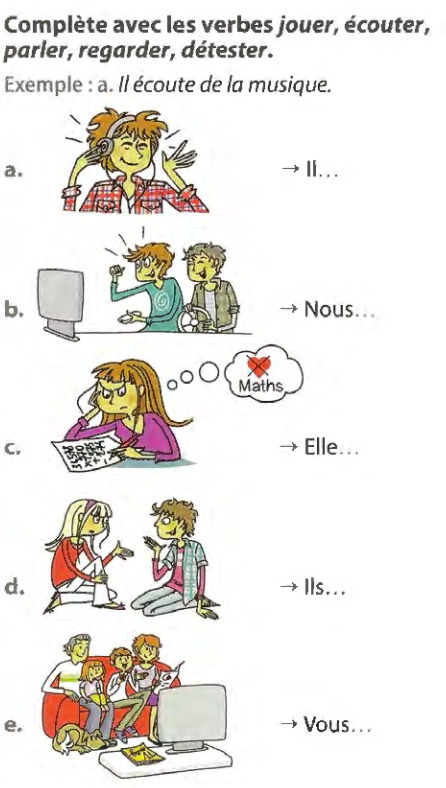 Complète avec les verbes jouer, écouter,
parler, regarder, détester.
Exemple : a. Il écoute de la musique.
a. → Il...
b. → Nous...
Maths
c. → Elle...
d. → Ils...
e. → Vous...